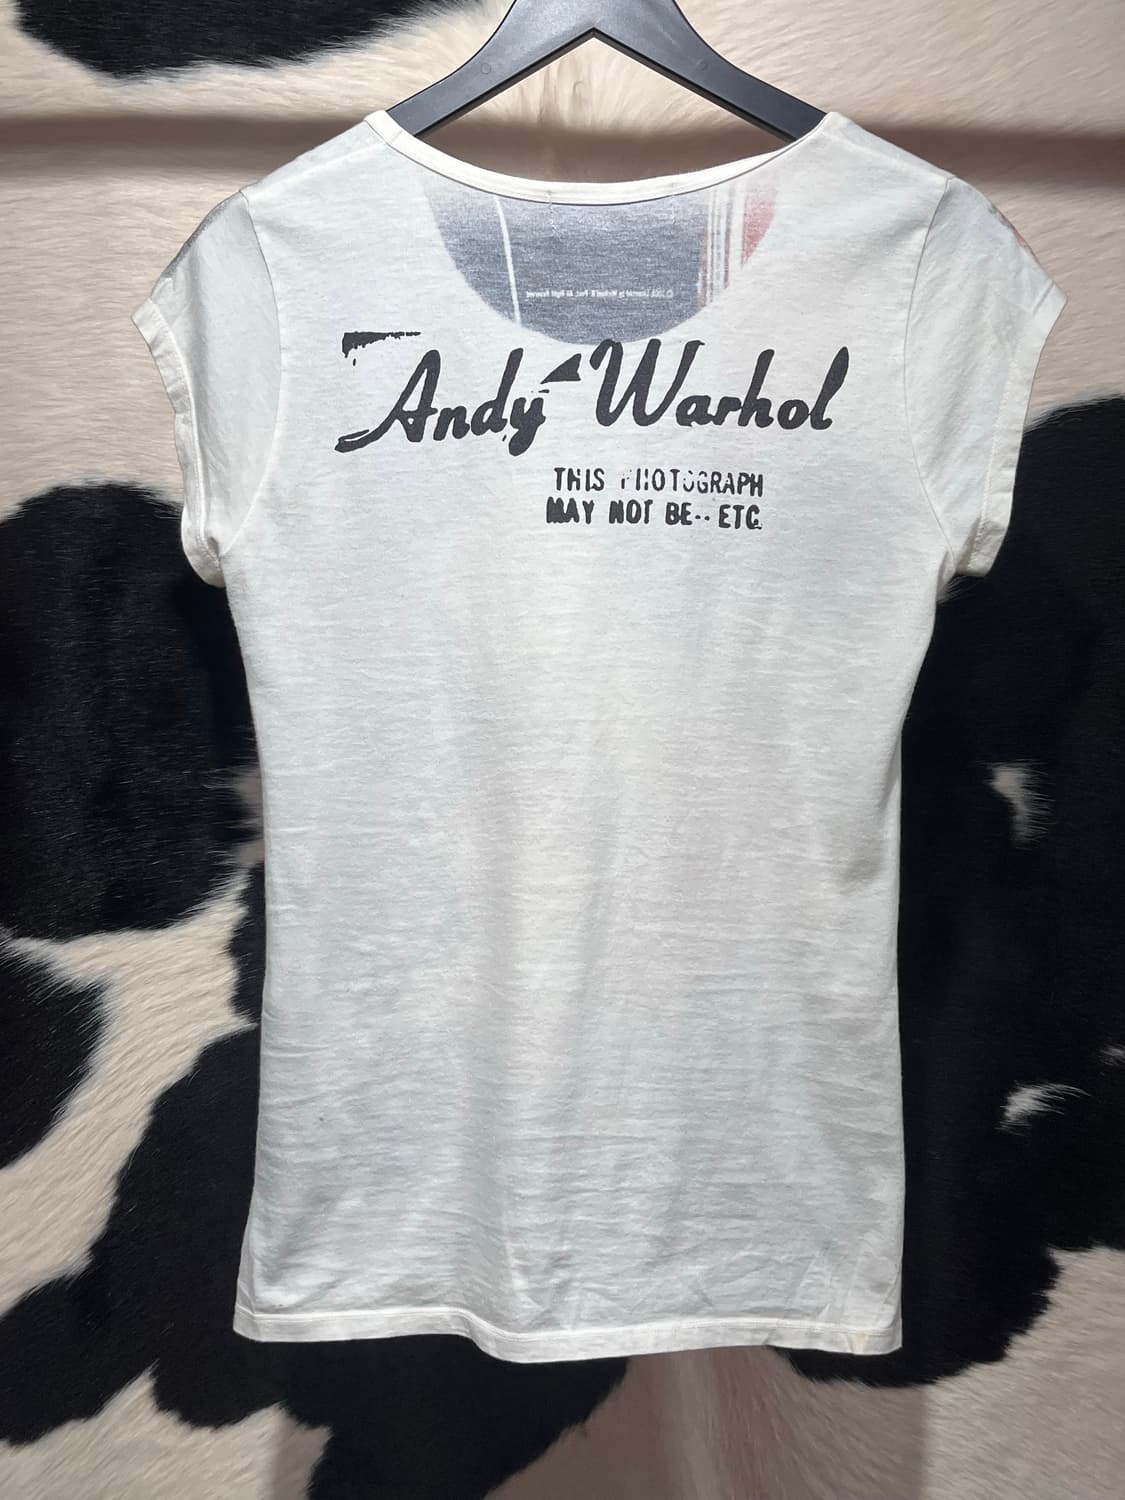 Andy Warhol
THIS PHOTOGRAPH
MAY NOT BE-- ETC.